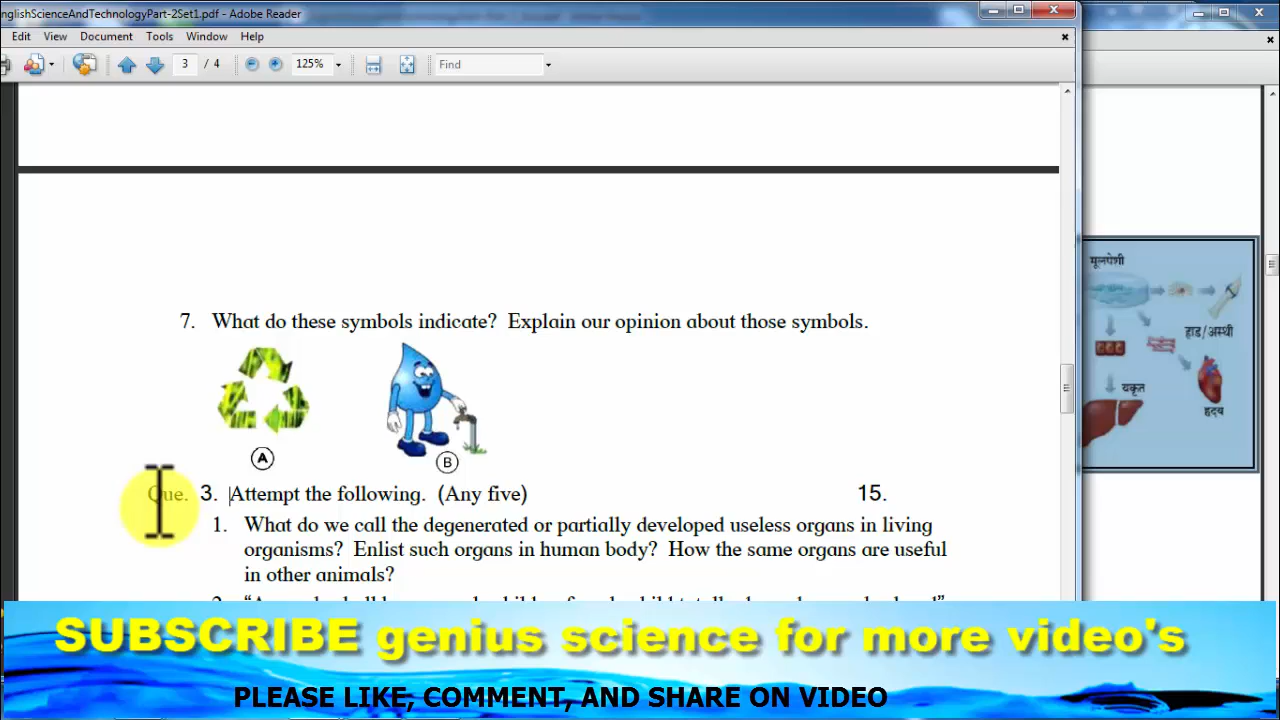 nglishScienceAndTechnologyPart-2Set1.pdf - Adobe Reader
Edit View Document Tools Window Help
3 / 4 125% Find
7. What do these symbols indicate? Explain our opinion about those symbols.
A
B
Que. 3. Attempt the following. (Any five) 15.
1. What do we call the degenerated or partially developed useless organs in living
organisms? Enlist such organs in human body? How the same organs are useful
in other animals?
मूलपेशी
हाड/अस्थी
यकृत
हृदय
SUBSCRIBE genius science for more video's
PLEASE LIKE, COMMENT, AND SHARE ON VIDEO